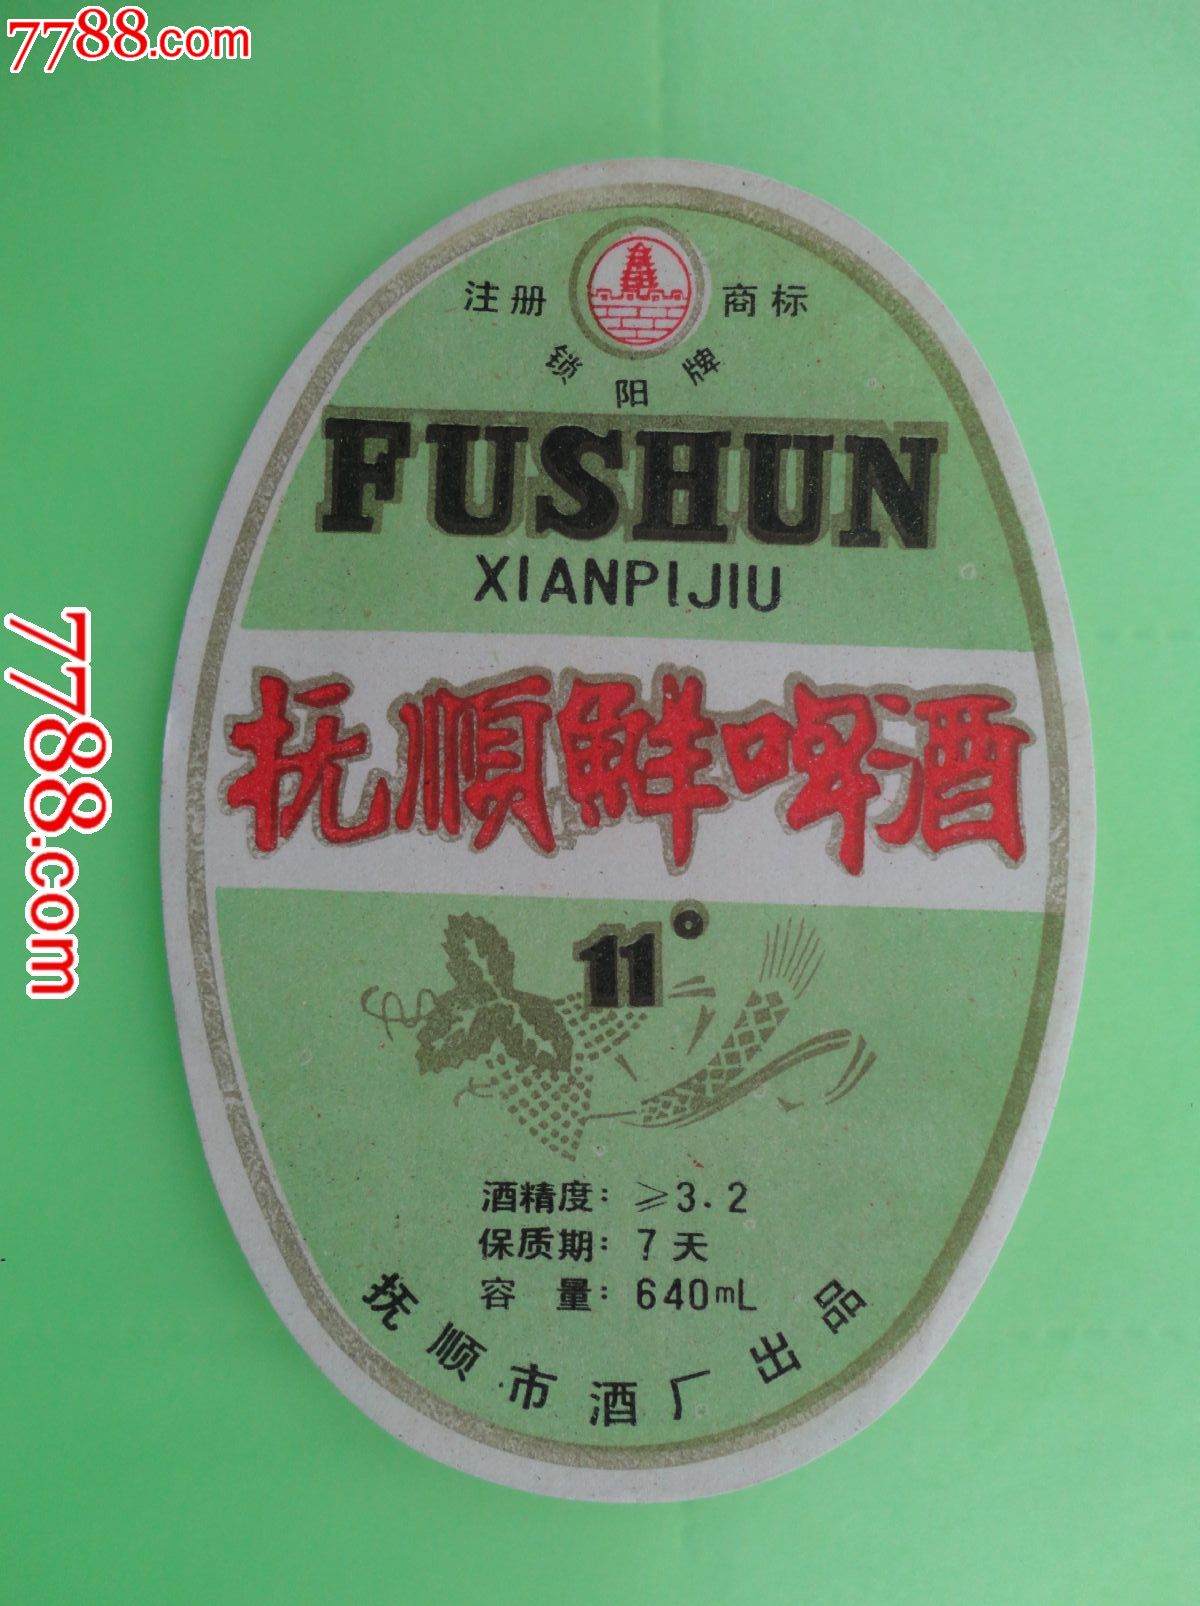 7788.com
注册 商标
锁阳牌
FUSHUN
XIANPIJIU
7788.com
抚顺鲜啤酒
11°
酒精度: ≥3.2
保质期: 7天
容 量: 640mL
抚顺市酒厂出品